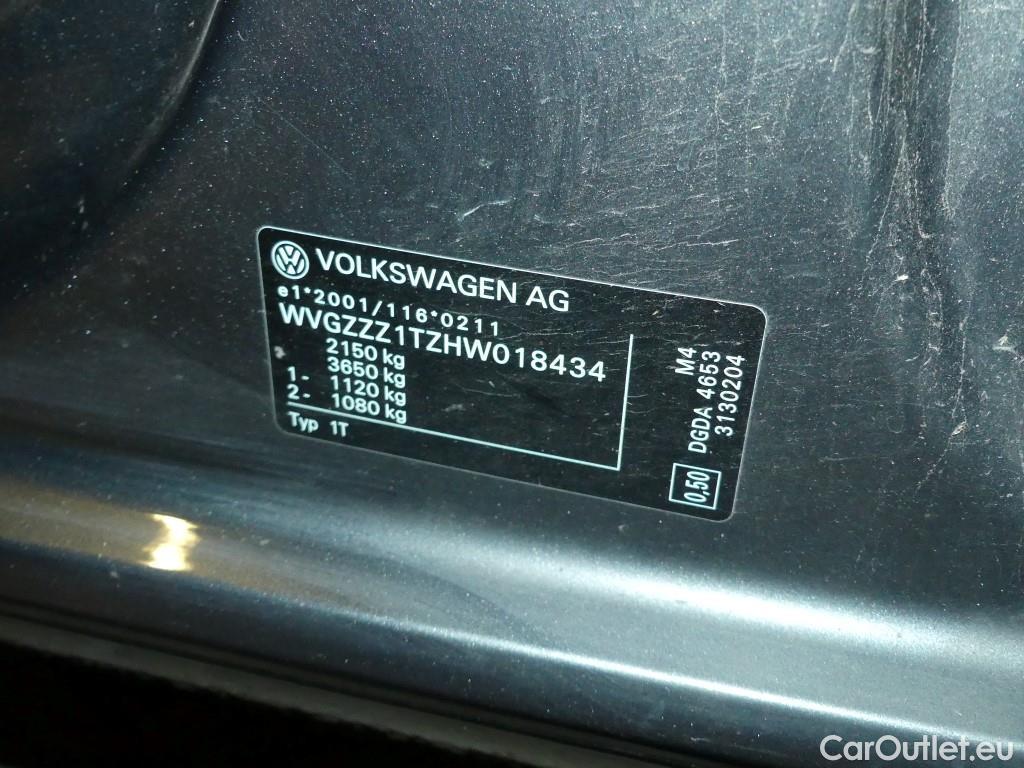 VOLKSWAGEN AG
e1*2001/116*0211
WVGZZZ1TZHW018434
2150 kg
3650 kg
1- 1120 kg
2- 1080 kg
Typ 1T
M4
DGDA 4653
3130204
0,50
CarOutlet.eu